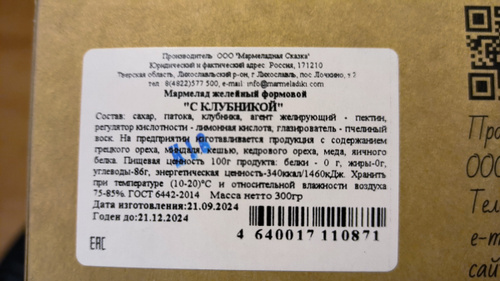 Производитель ООО "Мармеладная Сказка"
Юридический и фактический адрес Россия, 171210
Тверская область, Лихославльский р-он, г.Лихославль, пос.Лочкино, ч.7
тел 8(4822)577 500, e-mail info@marmeladskr.com
Мармелад желейный формовой
"С КЛУБНИКОЙ"
Состав: сахар, патока, клубника, агент желирующий - пектин,
регулятор кислотности - лимонная кислота, глазирователь - пчелиный
воск. На предприятии изготавливается продукция с содержанием
грецкого ореха, миндаля, кешью, кедрового ореха, меда, яичного
белка. Пищевая ценность 100г продукта: белки - 0 г, жиры-0г,
углеводы-86г, энергетическая ценность-340ккал/1460кДж. Хранить
при температуре (10-20)°С и относительной влажности воздуха
75-85%. ГОСТ 6442-2014 Масса нетто 300гр
Дата изготовления:21.09.2024
Годен до:21.12.2024
EAC
4 640017 110871
Про
ООО
Тел
e-m
сай